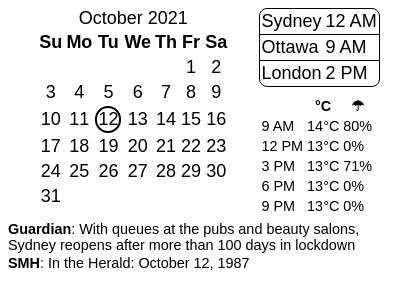 October 2021
Su Mo Tu We Th Fr Sa
1 2
3 4 5 6 7 8 9
10 11 12 13 14 15 16
17 18 19 20 21 22 23
24 25 26 27 28 29 30
31
Sydney 12 AM
Ottawa 9 AM
London 2 PM
°C ☂
9 AM 14°C 80%
12 PM 13°C 0%
3 PM 13°C 71%
6 PM 13°C 0%
9 PM 13°C 0%
Guardian: With queues at the pubs and beauty salons,
Sydney reopens after more than 100 days in lockdown
SMH: In the Herald: October 12, 1987